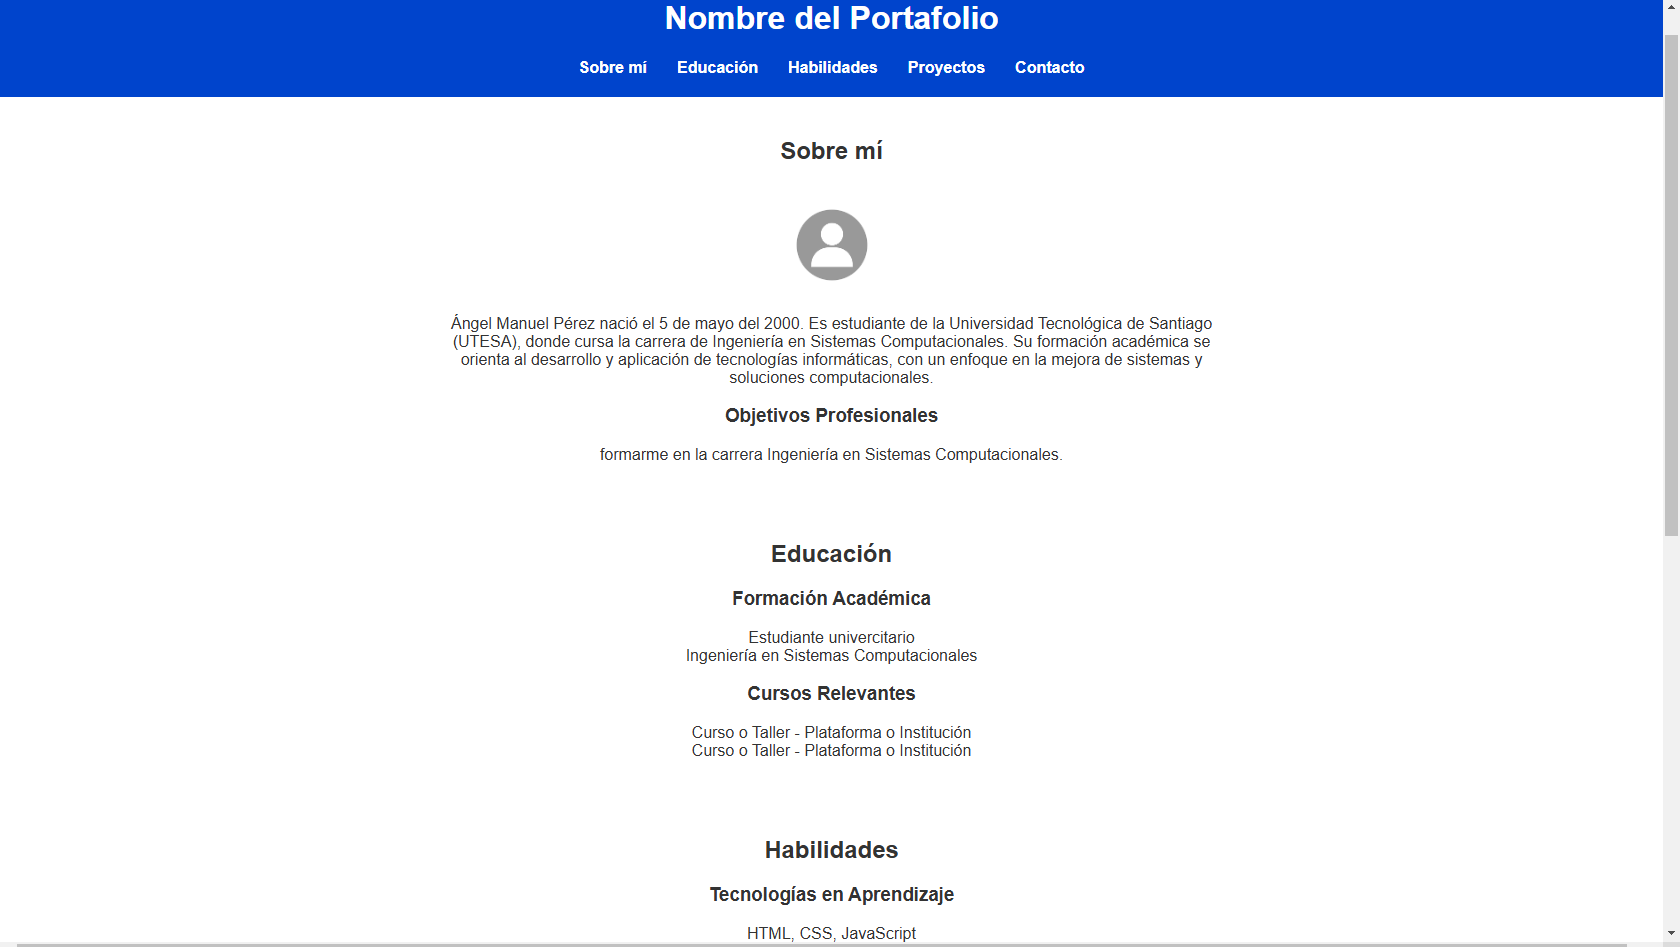 Nombre del Portafolio
Sobre mí Educación Habilidades Proyectos Contacto
Sobre mí
Ángel Manuel Pérez nació el 5 de mayo del 2000. Es estudiante de la Universidad Tecnológica de Santiago
(UTESA), donde cursa la carrera de Ingeniería en Sistemas Computacionales. Su formación académica se
orienta al desarrollo y aplicación de tecnologías informáticas, con un enfoque en la mejora de sistemas y
soluciones computacionales.
Objetivos Profesionales
formarme en la carrera Ingeniería en Sistemas Computacionales.
Educación
Formación Académica
Estudiante univercitario
Ingeniería en Sistemas Computacionales
Cursos Relevantes
Curso o Taller - Plataforma o Institución
Curso o Taller - Plataforma o Institución
Habilidades
Tecnologías en Aprendizaje
HTML, CSS, JavaScript